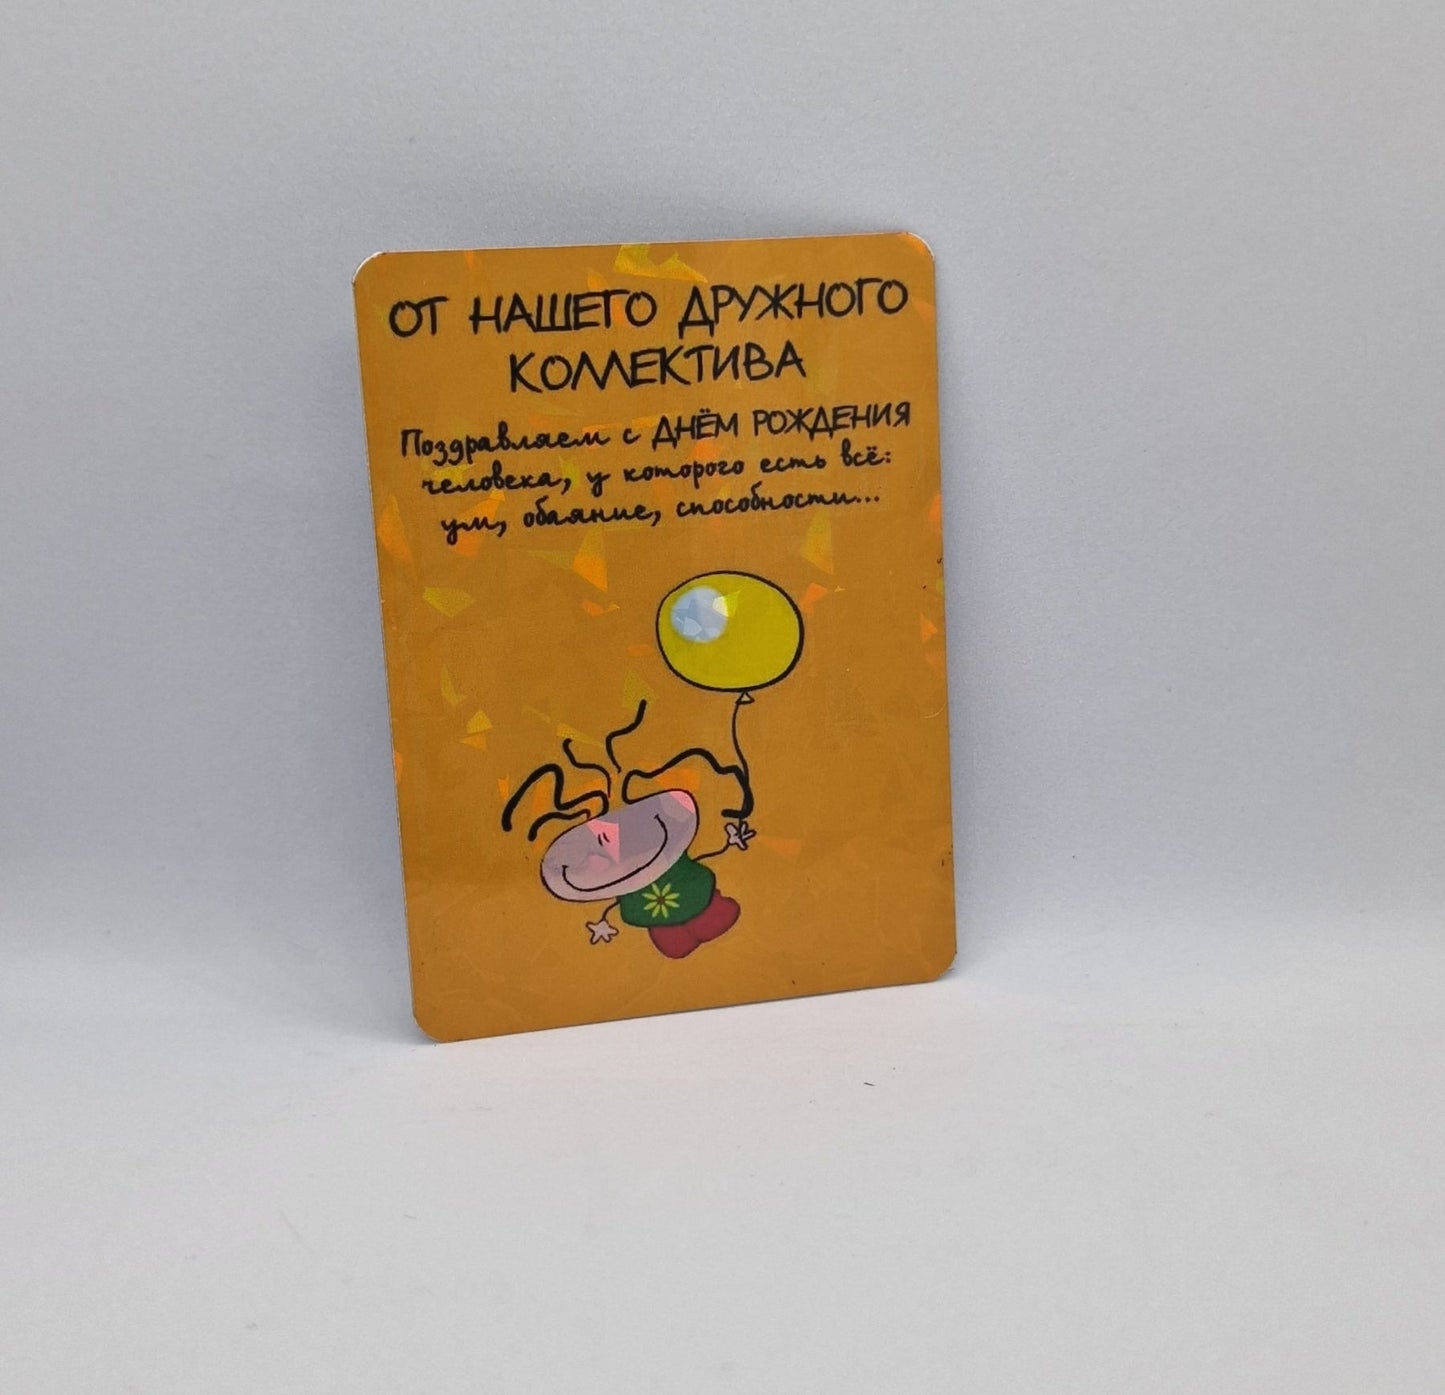 ОТ НАШЕГО ДРУЖНОГО
КОЛЛЕКТИВА
Поздравляем с ДНЁМ РОЖДЕНИЯ
человека, у которого есть всё:
ум, обаяние, способности...